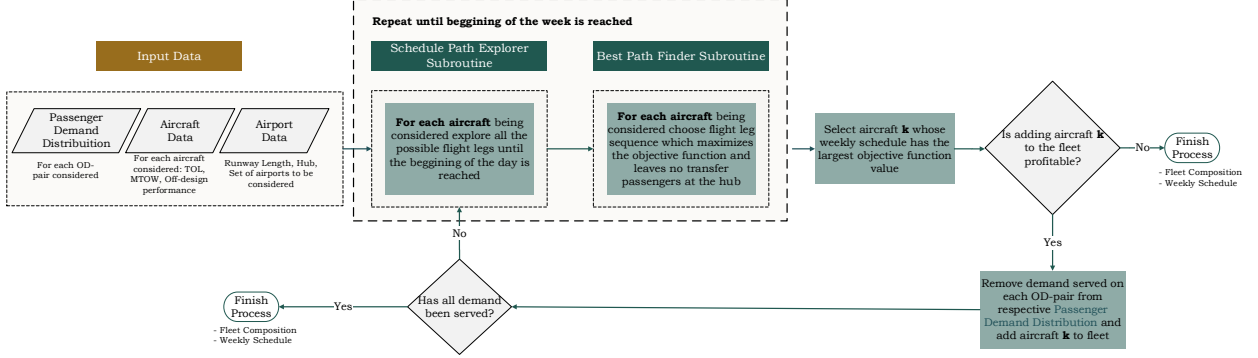 Repeat until beggining of the week is reached
Input Data
Schedule Path Explorer
Subroutine
Best Path Finder Subroutine
Passenger
Demand
Distribuition
Aircraft
Data
Airport
Data
For each OD-
pair considered
For each aircraft
considered: TOL,
MTOW, Off-design
performance
Runway Length, Hub,
Set of airports to be
considered
For each aircraft being
considered explore all the
possible flight legs until
the beggining of the day is
reached
For each aircraft being
considered choose flight leg
sequence which maximizes
the objective function and
leaves no transfer
passengers at the hub
Select aircraft k whose
weekly schedule has the
largest objective function
value
Is adding aircraft k
to the fleet
profitable?
No
Finish
Process
- Fleet Composition
- Weekly Schedule
Yes
Remove demand served on
each OD-pair from
respective Passenger
Demand Distribution and
add aircraft k to fleet
Has all demand
been served?
No
Yes
Finish
Process
- Fleet Composition
- Weekly Schedule